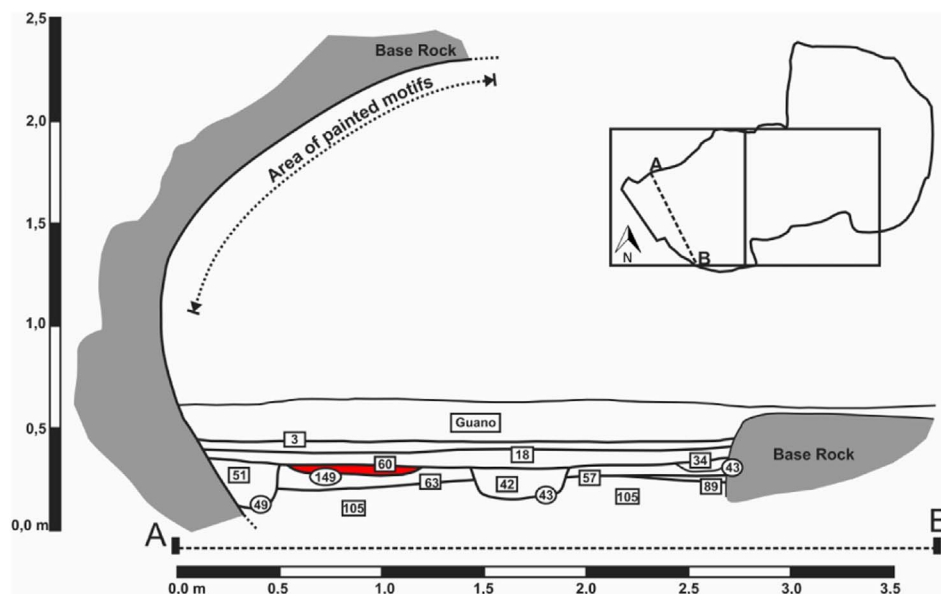 2,5
Base Rock
Area of painted motifs
2,0
A
B
N
1,5
1,0
0,5
Guano
3
18
34
43
Base Rock
51
60
149
63
42
43
57
89
49
105
105
0,0 m
A
B
0.0 m 0.5 1.0 1.5 2.0 2.5 3.0 3.5